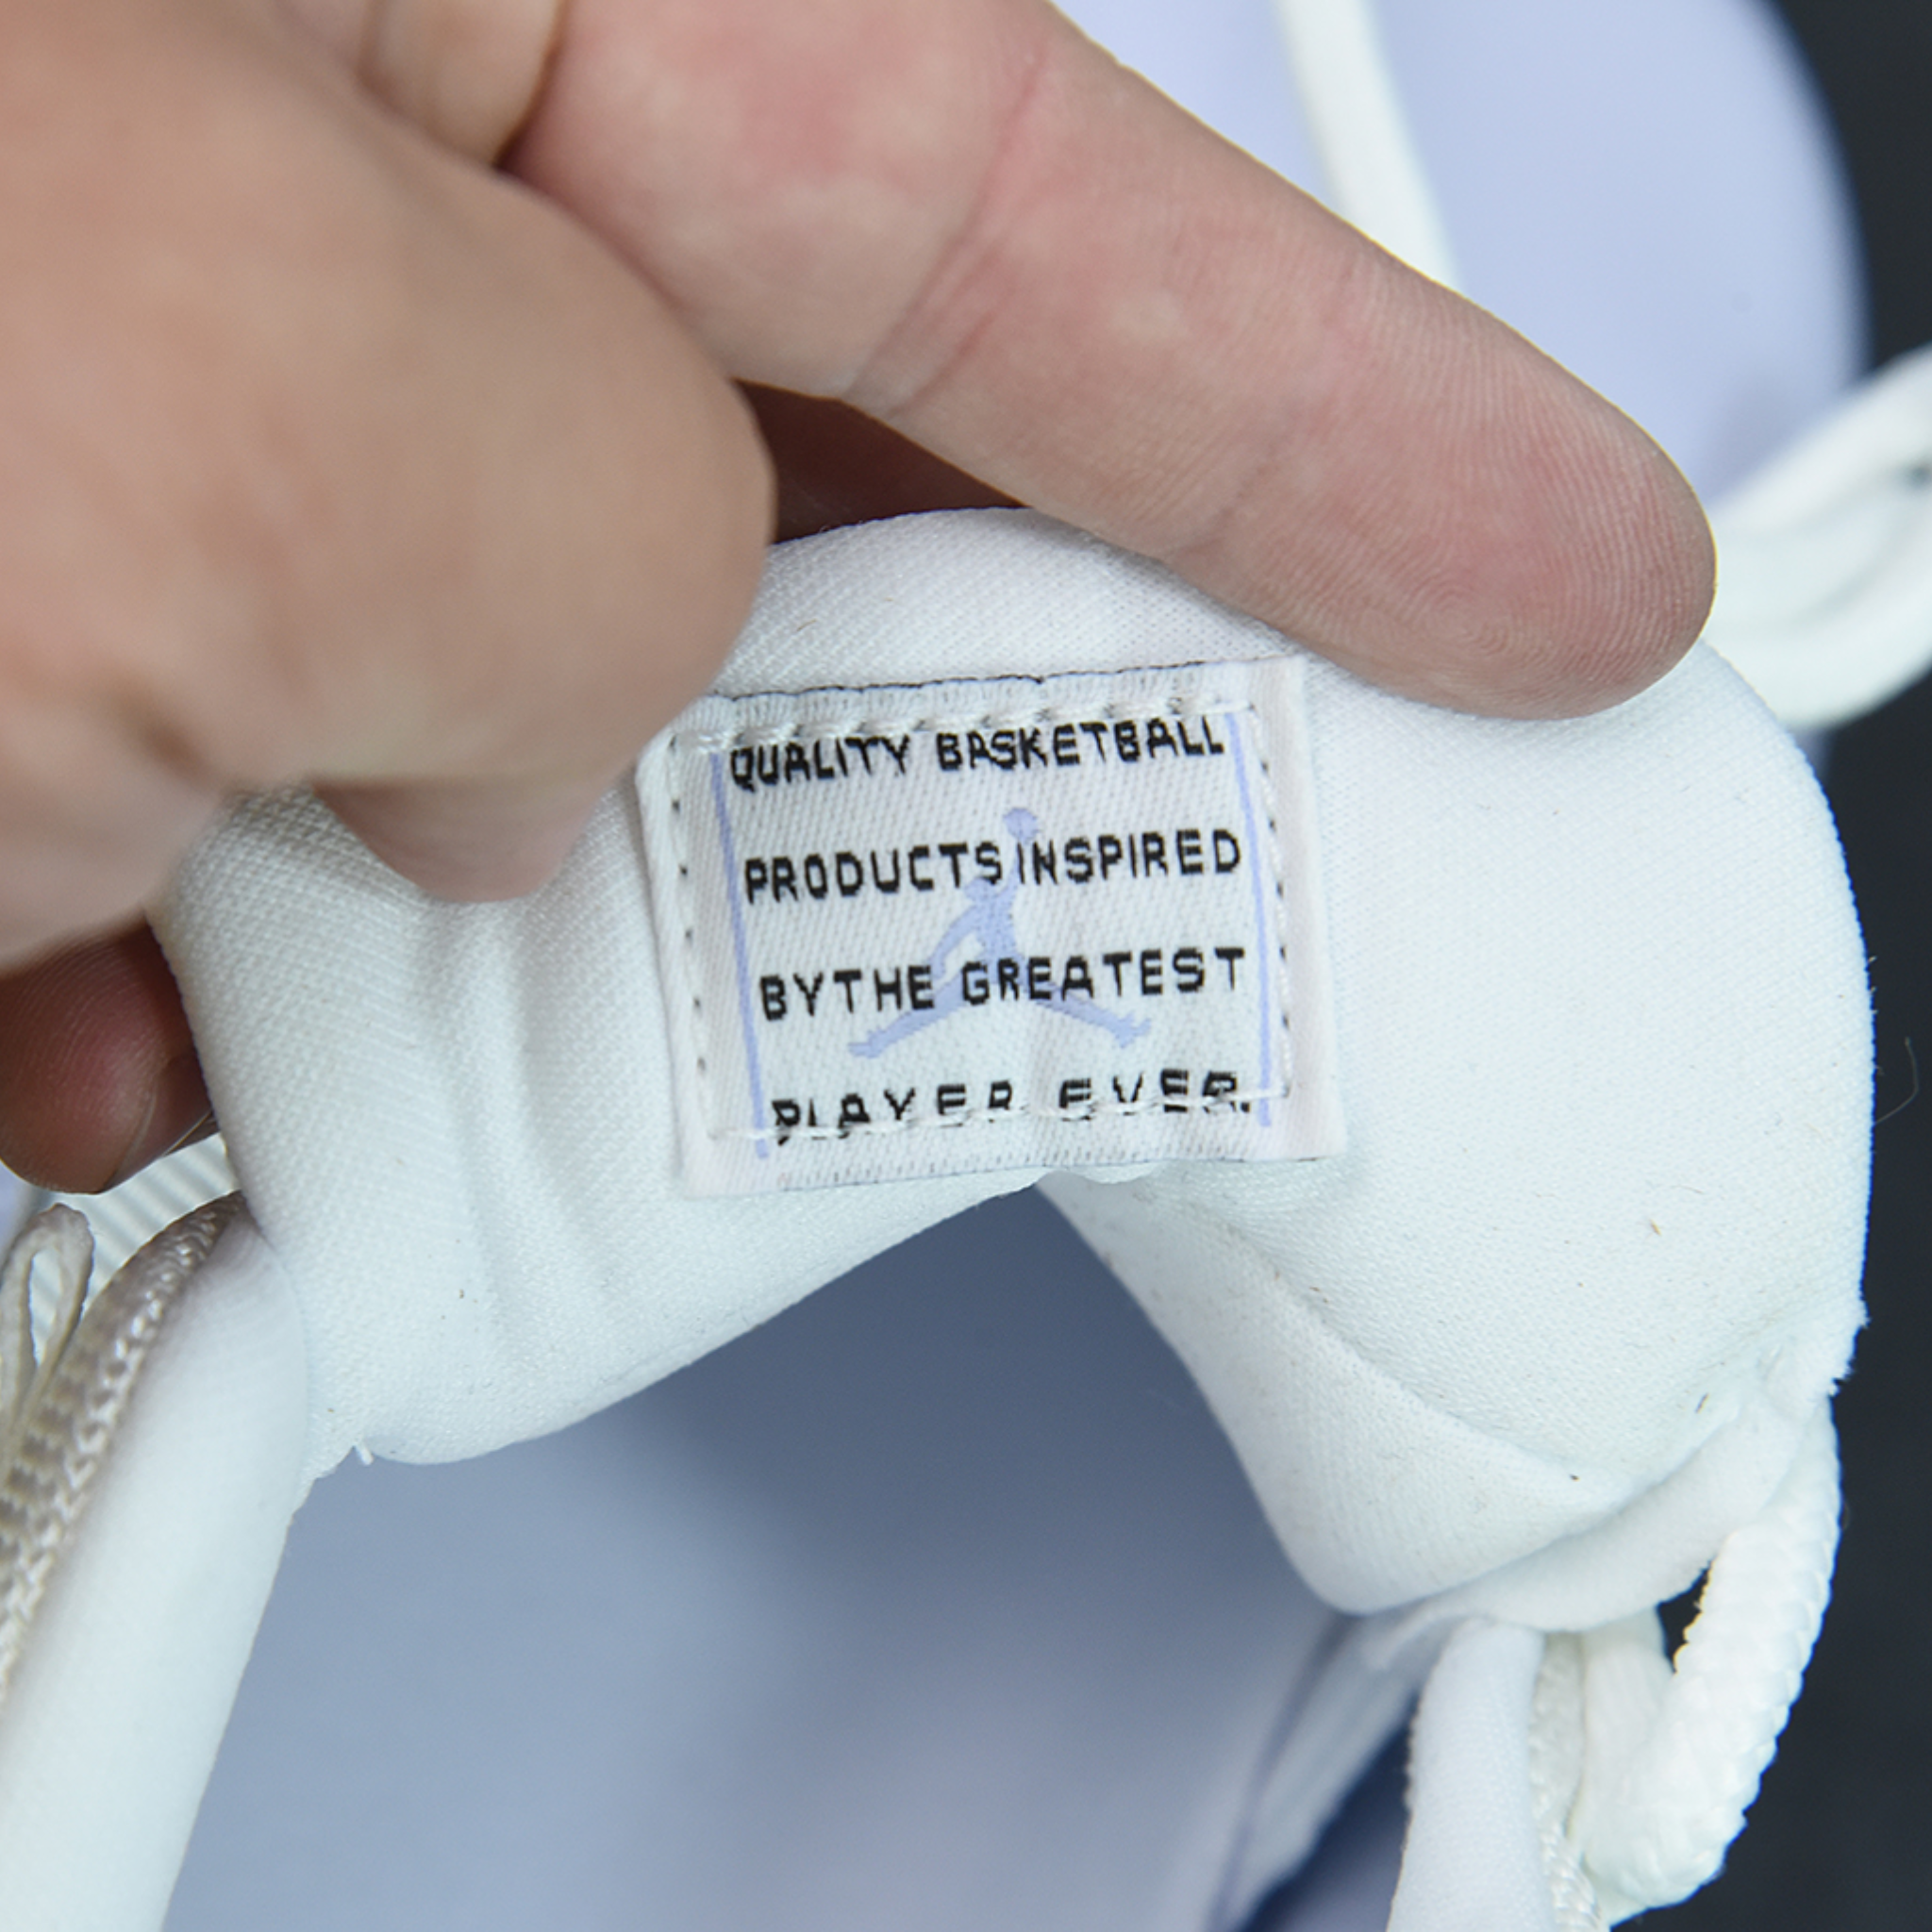 QUALITY BASKETBALL
PRODUCTS INSPIRED
BY THE GREATEST
PLAYER EVER.